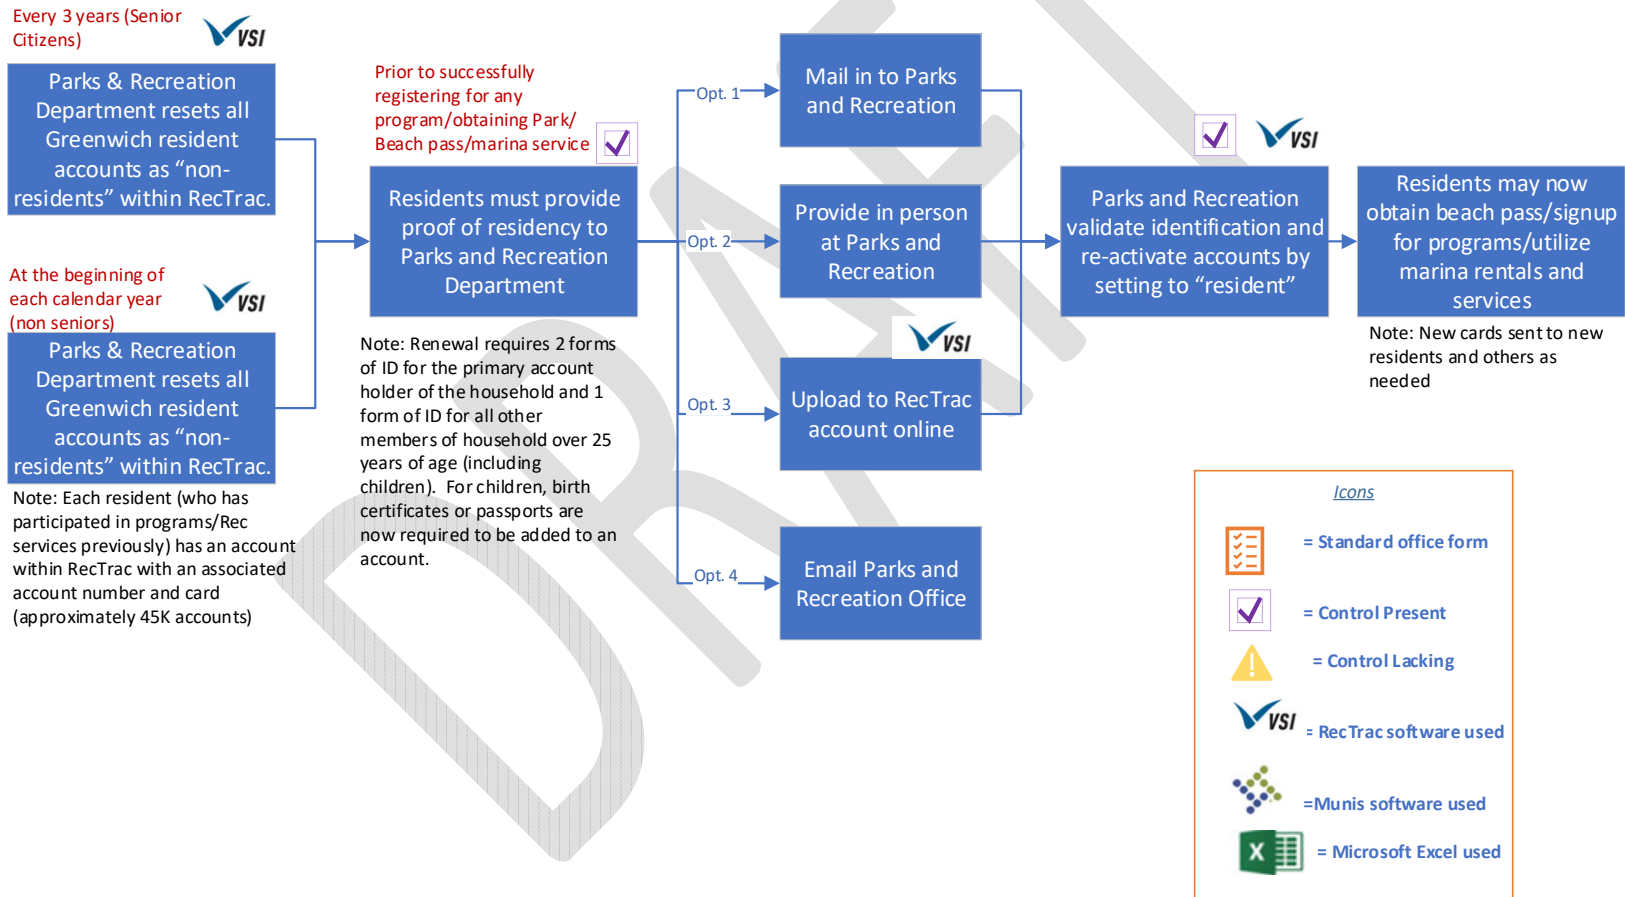 Every 3 years (Senior
Citizens)
VSI
Parks & Recreation
Department resets all
Greenwich resident
accounts as “non-
residents” within RecTrac.
At the beginning of
each calendar year
(non seniors)
VSI
Parks & Recreation
Department resets all
Greenwich resident
accounts as “non-
residents” within RecTrac.
Note: Each resident (who has
participated in programs/Rec
services previously) has an account
within RecTrac with an associated
account number and card
(approximately 45K accounts)
Prior to successfully
registering for any
program/obtaining Park/
Beach pass/marina service
Residents must provide
proof of residency to
Parks and Recreation
Department
Note: Renewal requires 2 forms
of ID for the primary account
holder of the household and 1
form of ID for all other
members of household over 25
years of age (including
children). For children, birth
certificates or passports are
now required to be added to an
account.
Opt. 1
Mail in to Parks
and Recreation
Opt. 2
Provide in person
at Parks and
Recreation
VSI
Opt. 3
Upload to RecTrac
account online
Opt. 4
Email Parks and
Recreation Office
VSI
Parks and Recreation
validate identification and
re-activate accounts by
setting to “resident”
Residents may now
obtain beach pass/signup
for programs/utilize
marina rentals and
services
Note: New cards sent to new
residents and others as
needed
Icons
= Standard office form
= Control Present
= Control Lacking
VSI = RecTrac software used
=Munis software used
X = Microsoft Excel used
DRAFT